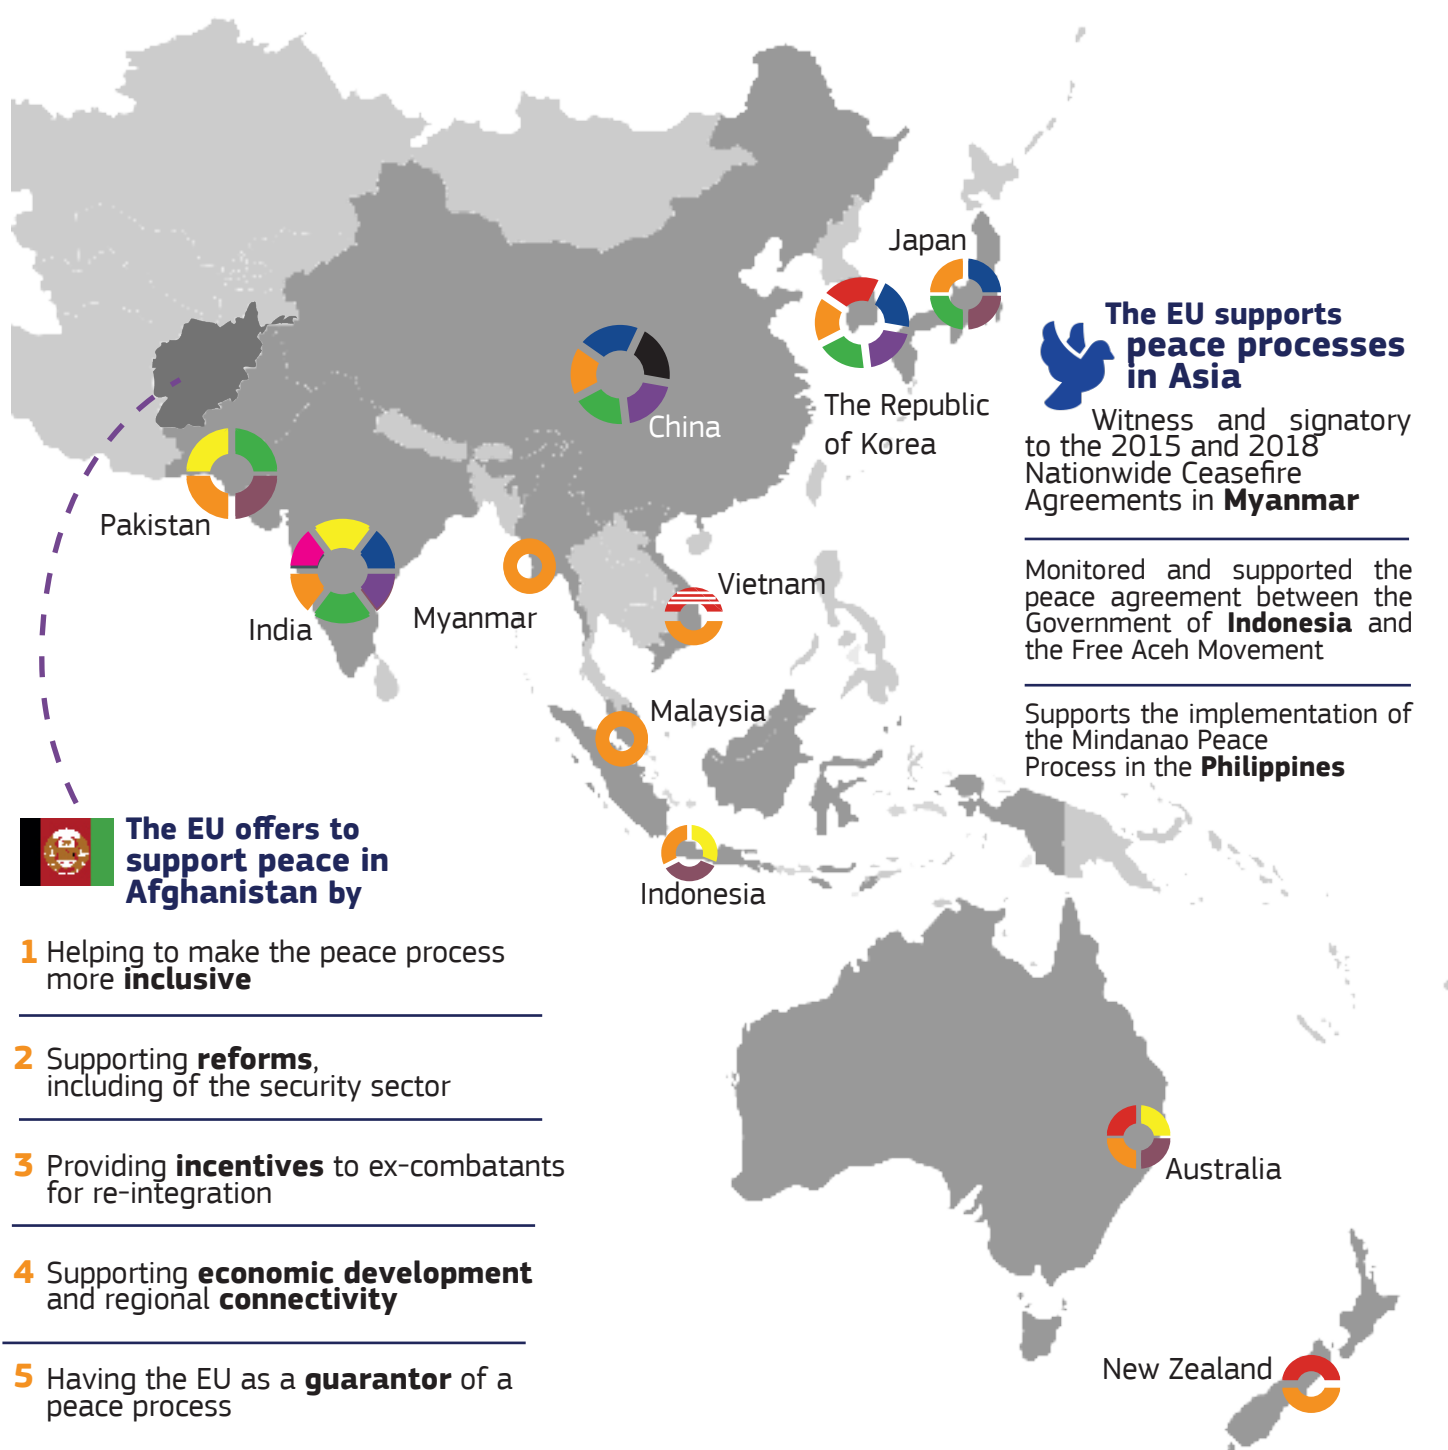 Japan
The Republic
of Korea
China
Pakistan
India
Myanmar
Vietnam
Malaysia
Indonesia
Australia
New Zealand
The EU supports
peace processes
in Asia
Witness and signatory
to the 2015 and 2018
Nationwide Ceasefire
Agreements in Myanmar
Monitored and supported the
peace agreement between the
Government of Indonesia and
the Free Aceh Movement
Supports the implementation of
the Mindanao Peace
Process in the Philippines
The EU offers to
support peace in
Afghanistan by
1 Helping to make the peace process
more inclusive
2 Supporting reforms,
including of the security sector
3 Providing incentives to ex-combatants
for re-integration
4 Supporting economic development
and regional connectivity
5 Having the EU as a guarantor of a
peace process